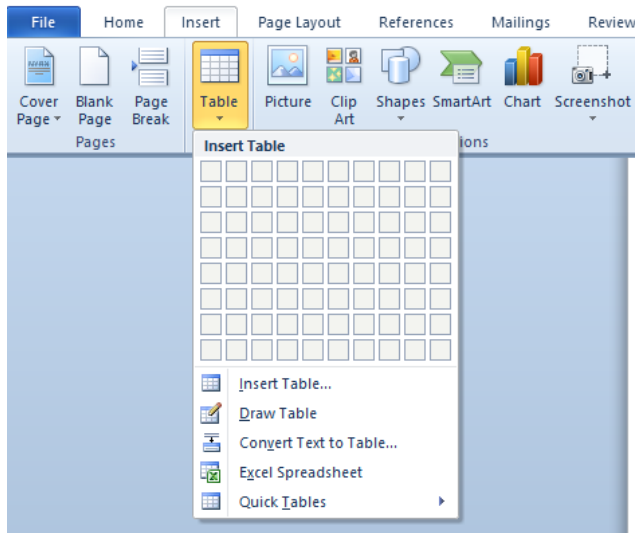 File Home Insert Page Layout References Mailings Review
Cover Page Blank Page Page Break Table Picture Clip Art Shapes SmartArt Chart Screenshot
Pages ions
Insert Table
Insert Table...
Draw Table
Convert Text to Table...
Excel Spreadsheet
Quick Tables